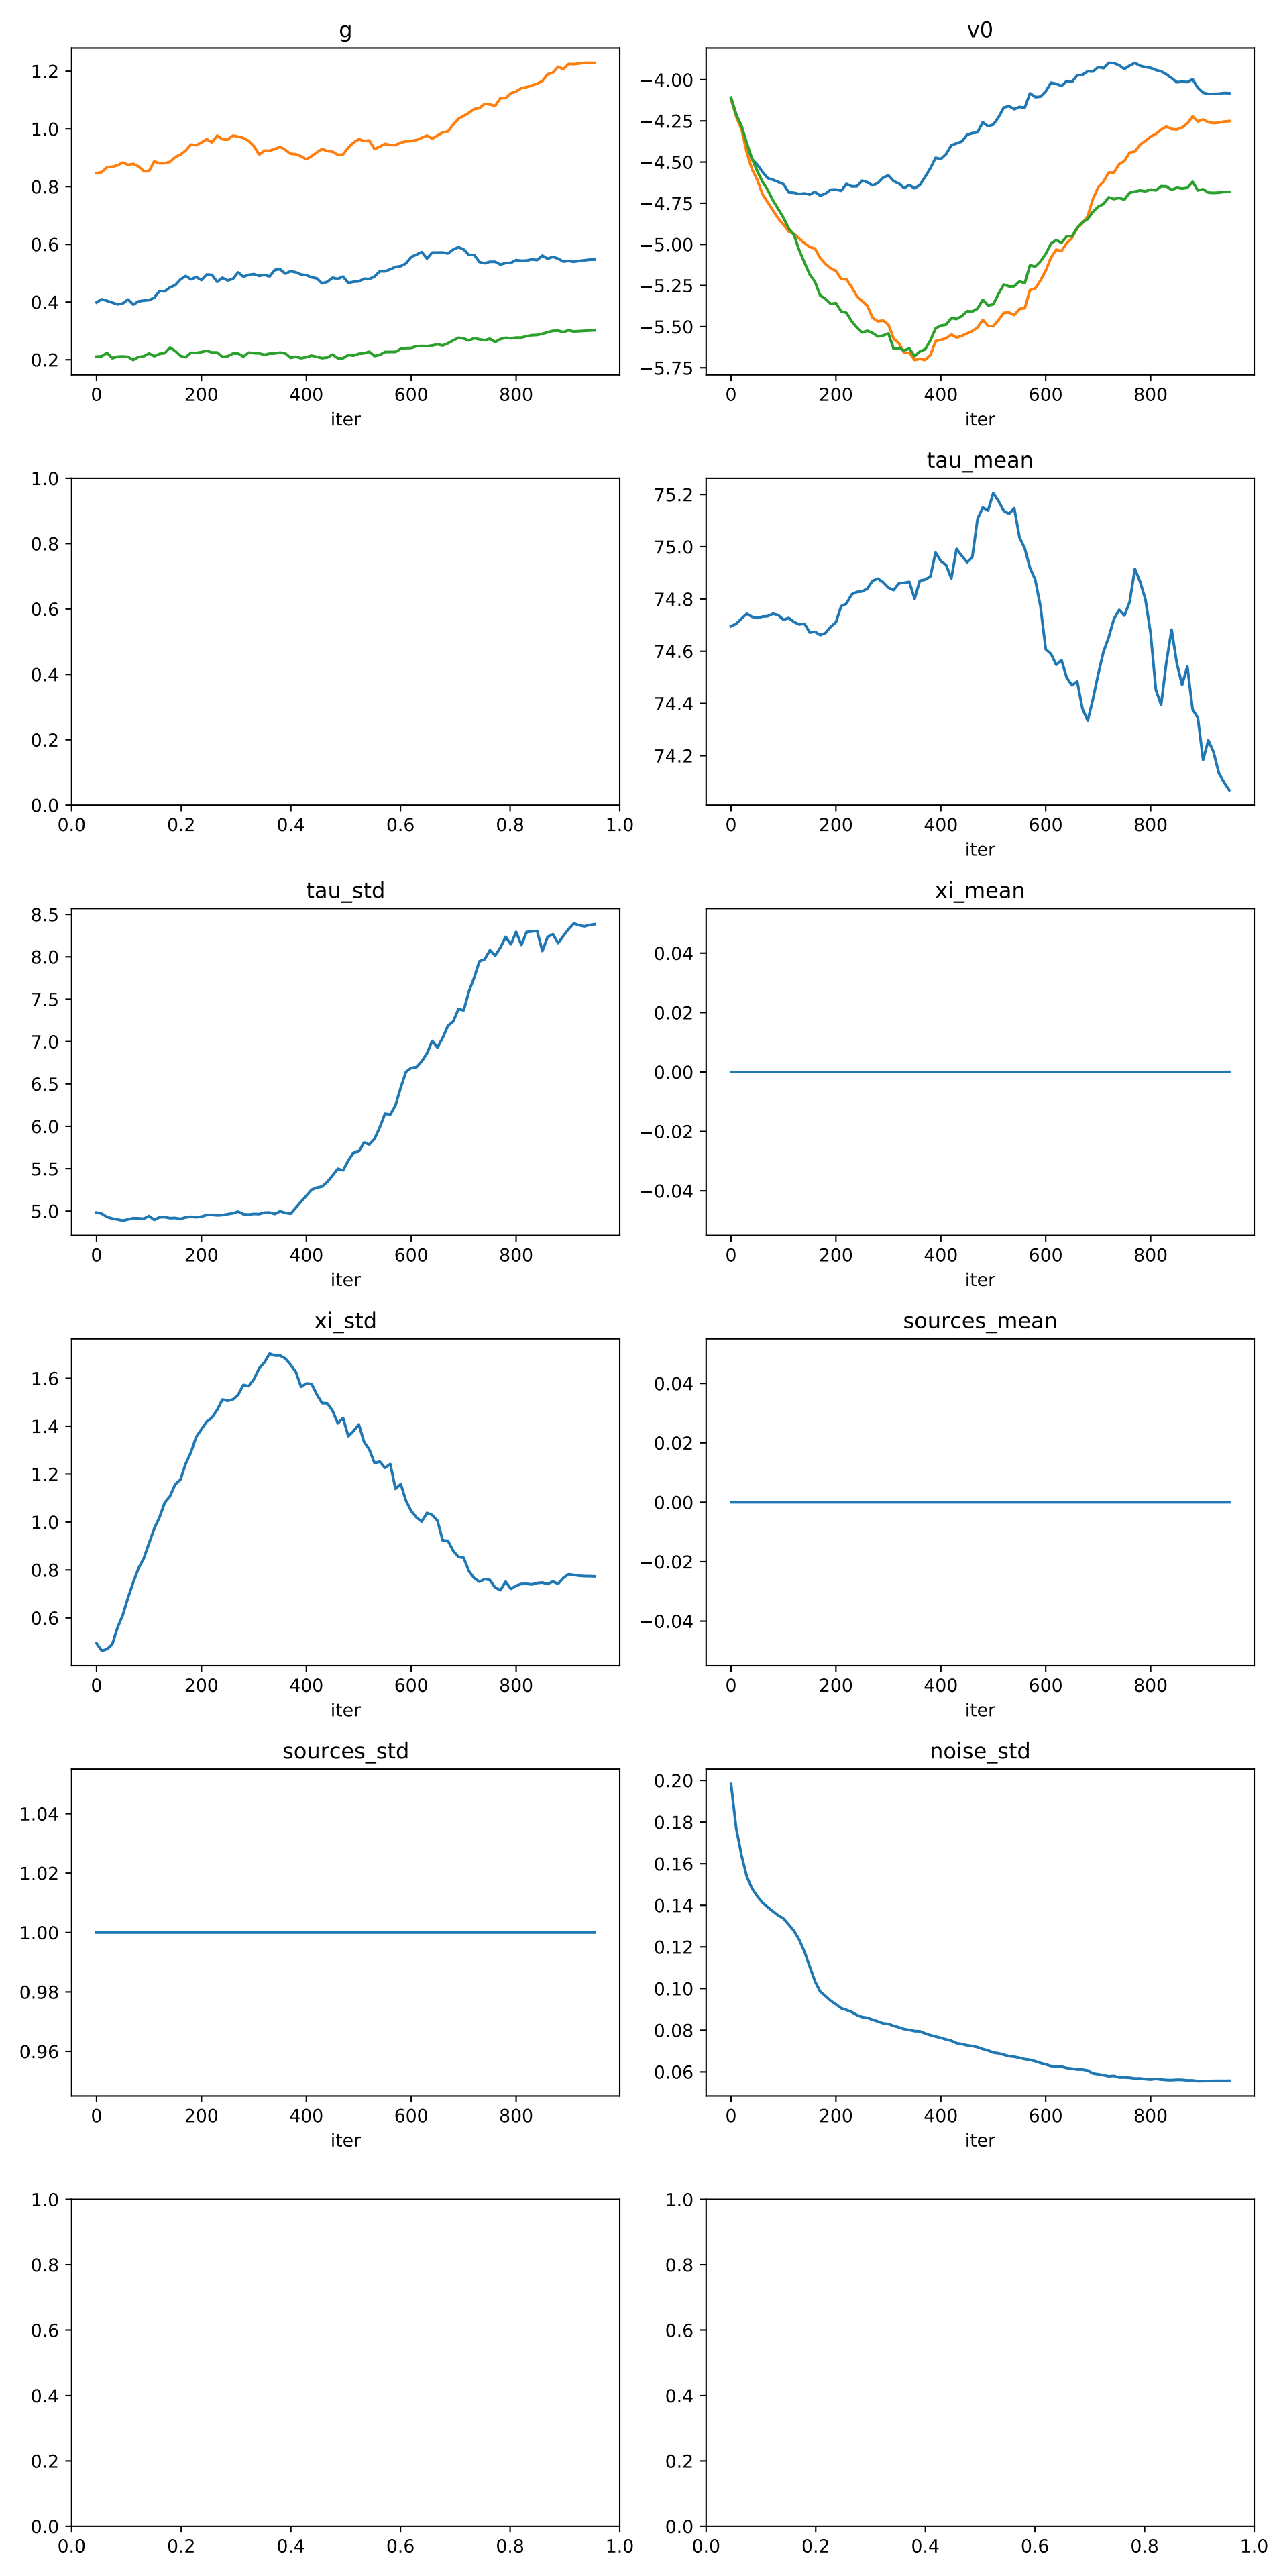 g
1.2
1.0
0.8
0.6
0.4
0.2
0 200 400 600 800
iter
v0
−4.00
−4.25
−4.50
−4.75
−5.00
−5.25
−5.50
−5.75
0 200 400 600 800
iter
1.0
0.8
0.6
0.4
0.2
0.0
0.0 0.2 0.4 0.6 0.8 1.0
tau_mean
75.2
75.0
74.8
74.6
74.4
74.2
0 200 400 600 800
iter
tau_std
8.5
8.0
7.5
7.0
6.5
6.0
5.5
5.0
0 200 400 600 800
iter
xi_mean
0.04
0.02
0.00
−0.02
−0.04
0 200 400 600 800
iter
xi_std
1.6
1.4
1.2
1.0
0.8
0.6
0 200 400 600 800
iter
sources_mean
0.04
0.02
0.00
−0.02
−0.04
0 200 400 600 800
iter
sources_std
1.04
1.02
1.00
0.98
0.96
0 200 400 600 800
iter
noise_std
0.20
0.18
0.16
0.14
0.12
0.10
0.08
0.06
0 200 400 600 800
iter
1.0
0.8
0.6
0.4
0.2
0.0
0.0 0.2 0.4 0.6 0.8 1.0
1.0
0.8
0.6
0.4
0.2
0.0
0.0 0.2 0.4 0.6 0.8 1.0